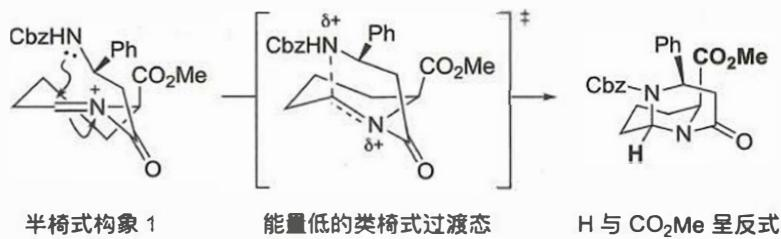 CbzHN
Ph
CO₂Me
+
N
O
δ+
CbzHN
Ph
CO₂Me
N
δ+
O
‡
Ph
CO₂Me
Cbz
N
N
H
O
半椅式构象 1
能量低的类椅式过渡态
H 与 CO₂Me 呈反式